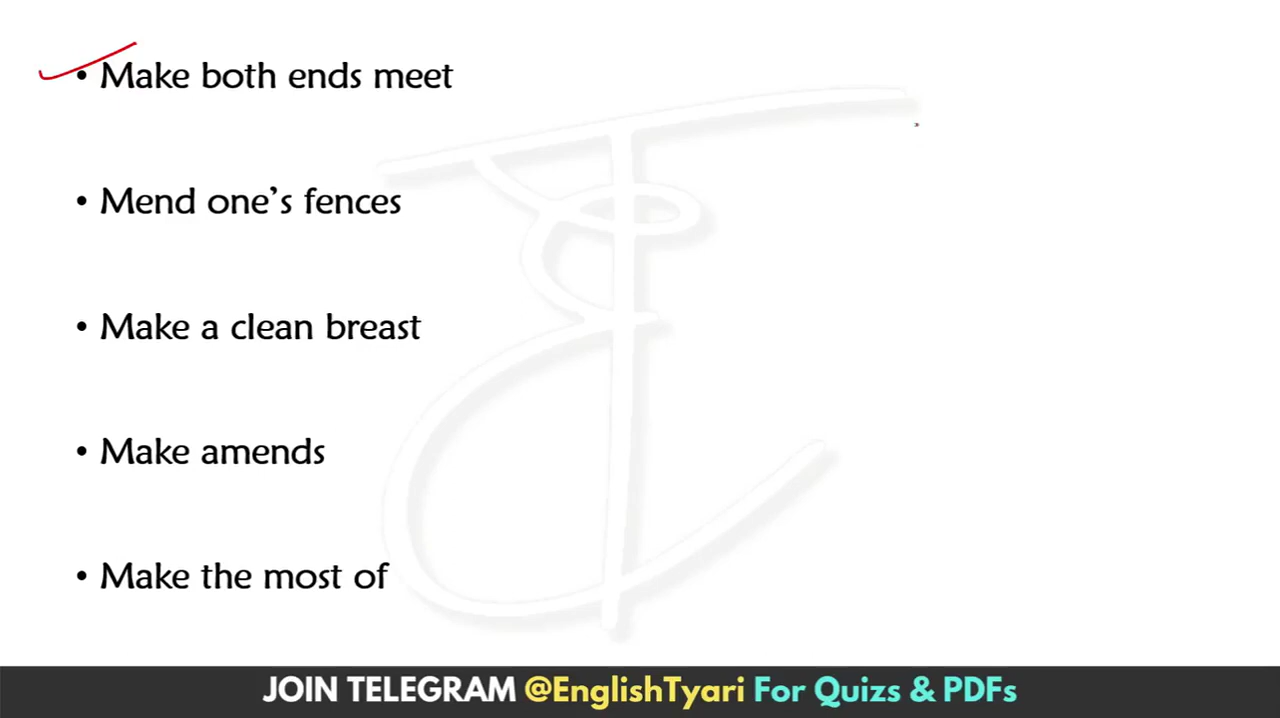 • Make both ends meet
• Mend one’s fences
• Make a clean breast
• Make amends
• Make the most of
JOIN TELEGRAM @EnglishTyari For Quizs & PDFs